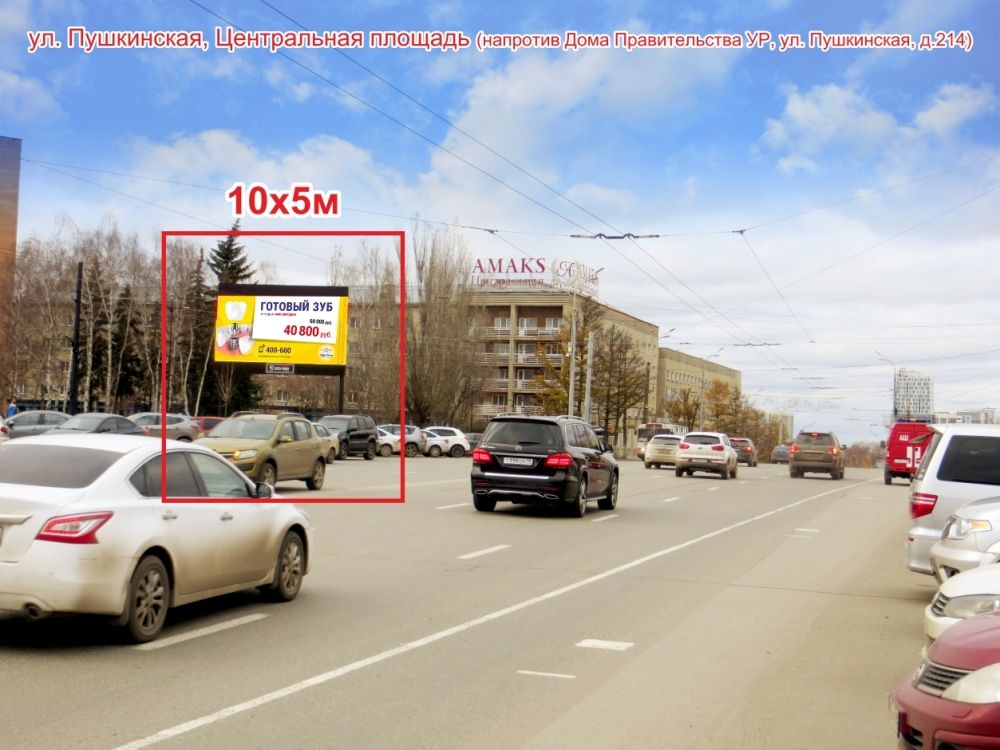 ул. Пушкинская, Центральная площадь (напротив Дома Правительства УР, ул. Пушкинская, д.214)
10х5м
AMAKS
ГОТОВЫЙ ЗУБ
40 800 руб.
400-600